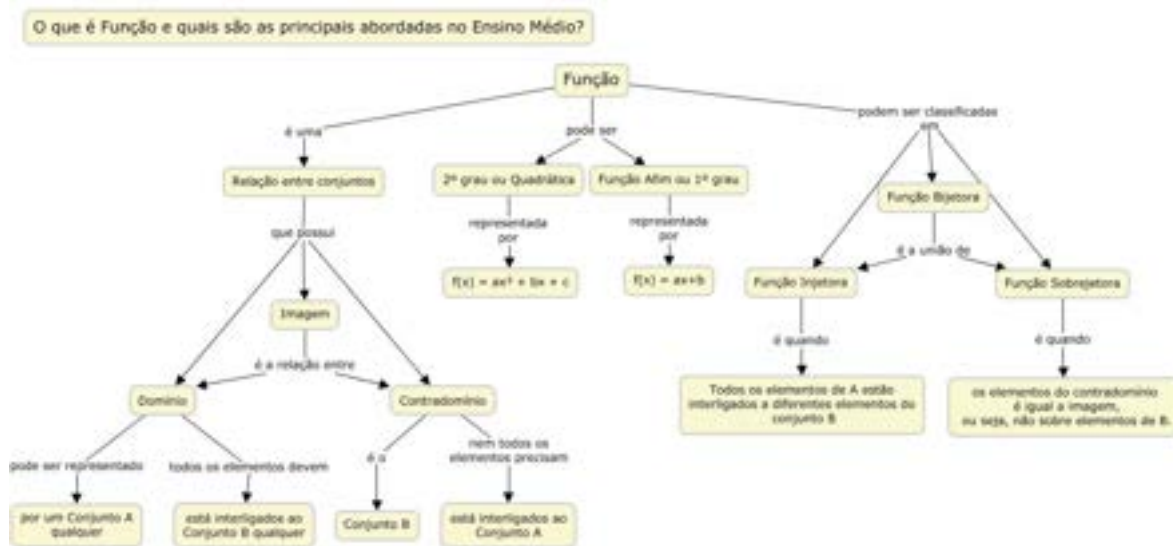 O que é Função e quais são as principais abordadas no Ensino Médio?
Função
é uma
pode ser
podem ser classificadas
em
Relação entre conjuntos
2º grau ou Quadrática
Função Afim ou 1º grau
Função Bijetora
que possui
representada
por
representada
por
é a união de
f(x) = ax² + bx + c
f(x) = ax+b
Função Injetora
Função Sobrejetora
Imagem
é quando
é quando
é a relação entre
Todos os elementos de A estão
interligados a diferentes elementos do
conjunto B
os elementos do contradomínio
é igual a imagem,
ou seja, não sobre elementos de B.
Domínio
Contradomínio
pode ser representado
todos os elementos devem
é o
nem todos os
elementos precisam
por um Conjunto A
qualquer
está interligados ao
Conjunto B qualquer
Conjunto B
está interligados ao
Conjunto A